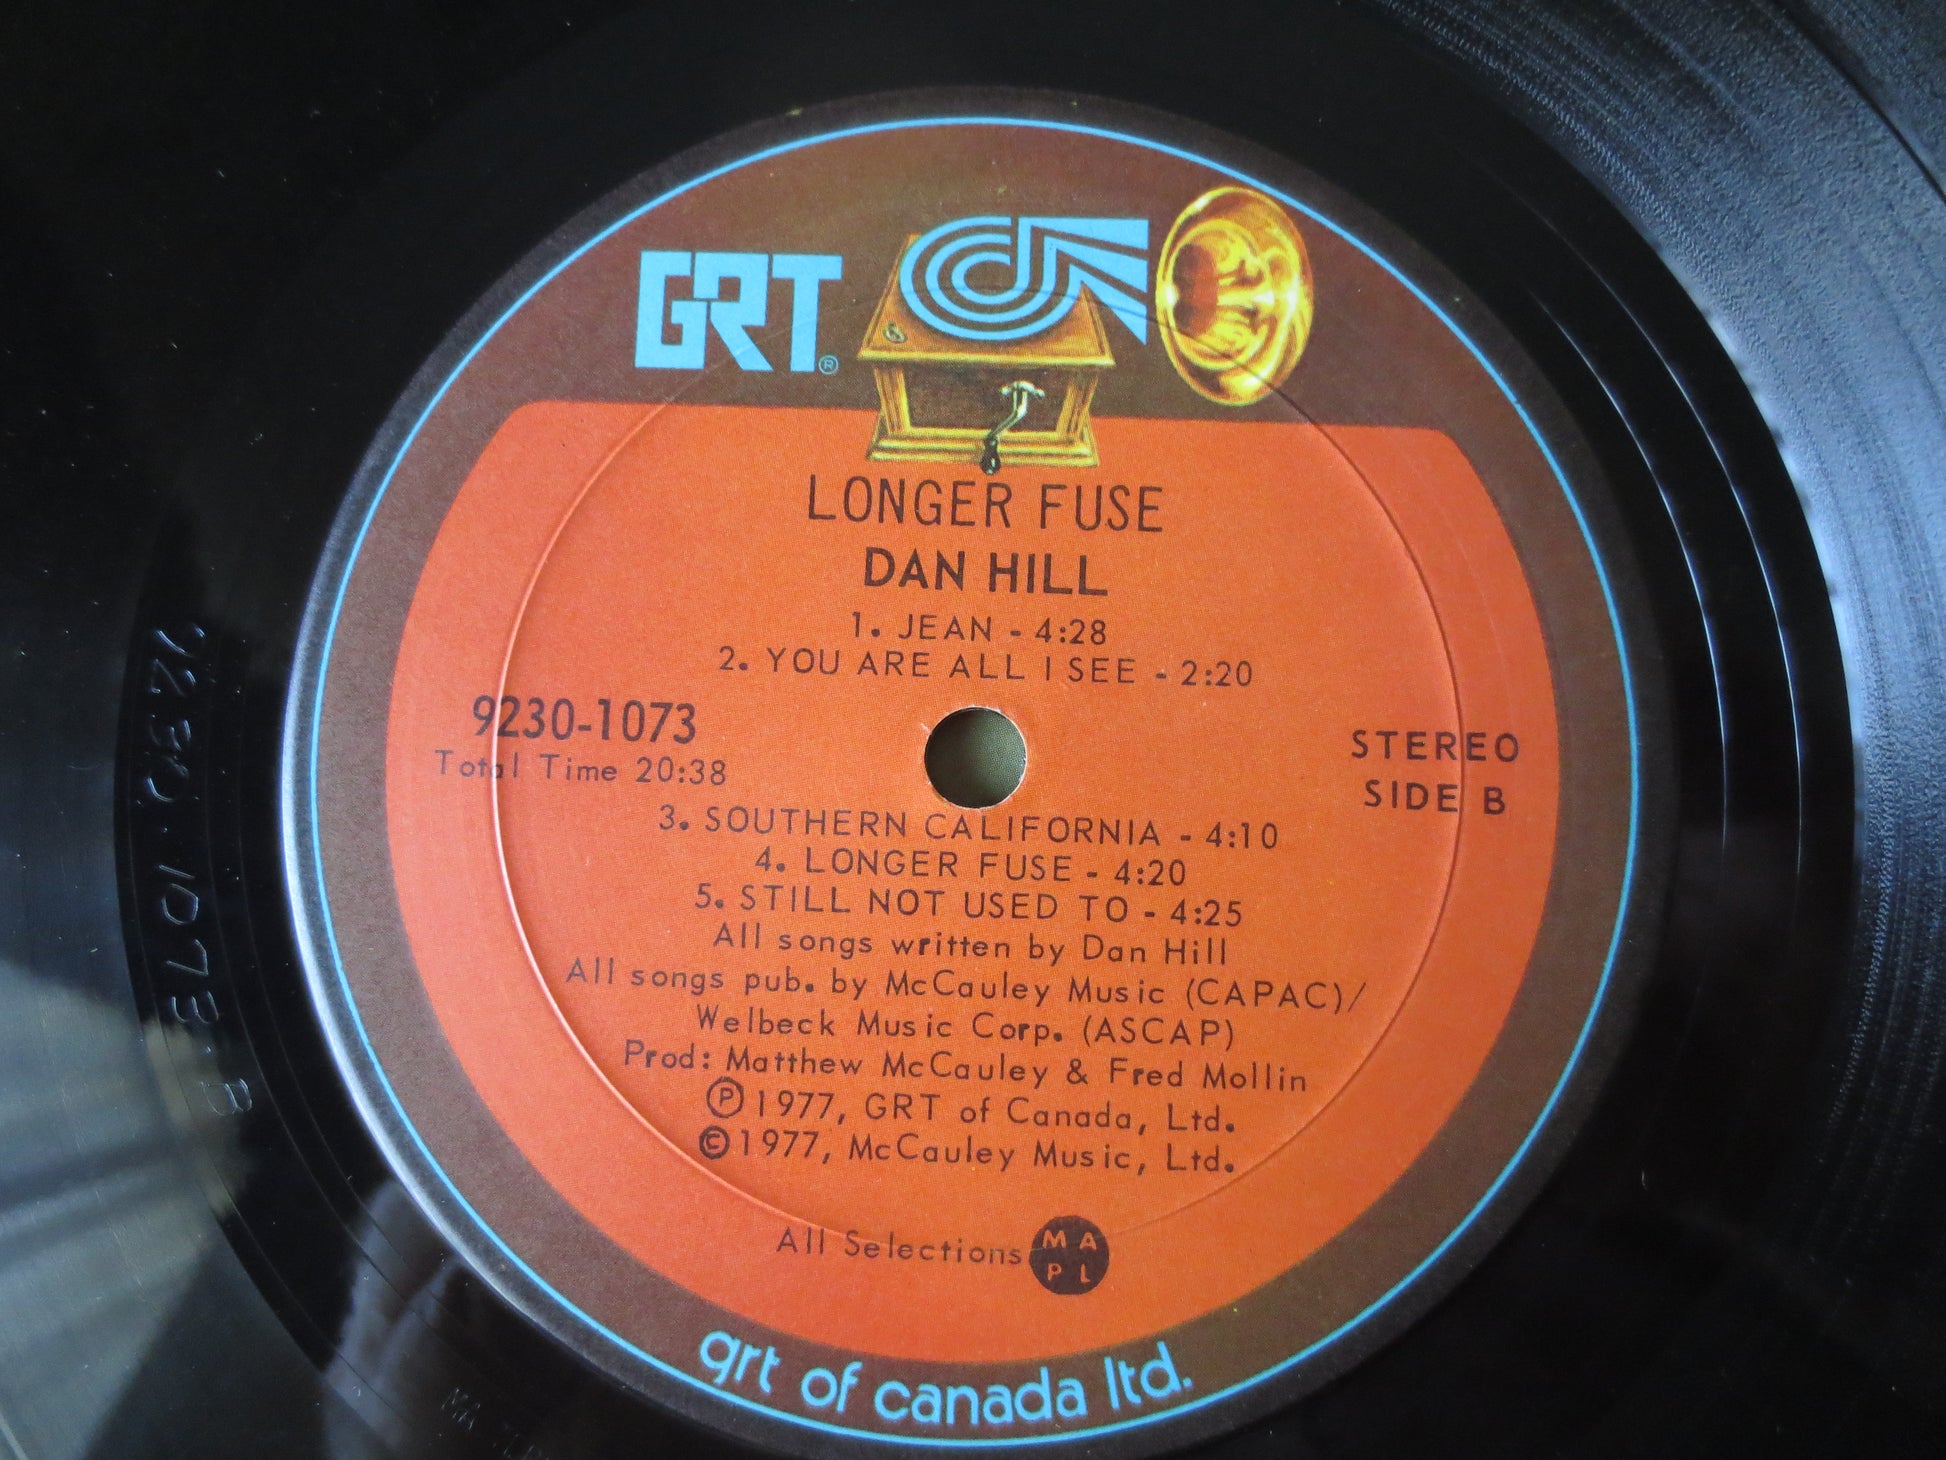 GRT®
LONGER FUSE
DAN HILL
1. JEAN - 4:28
2. YOU ARE ALL I SEE - 2:20
9230-1073
Total Time 20:38
STEREO
SIDE B
3. SOUTHERN CALIFORNIA - 4:10
4. LONGER FUSE - 4:20
5. STILL NOT USED TO - 4:25
All songs written by Dan Hill
All songs pub. by McCauley Music (CAPAC)/
Welbeck Music Corp. (ASCAP)
Prod: Matthew McCauley & Fred Mollin
Ⓟ1977, GRT of Canada, Ltd.
©1977, McCauley Music, Ltd.
All Selections MAPL
grt of canada ltd.
9230·1073·B